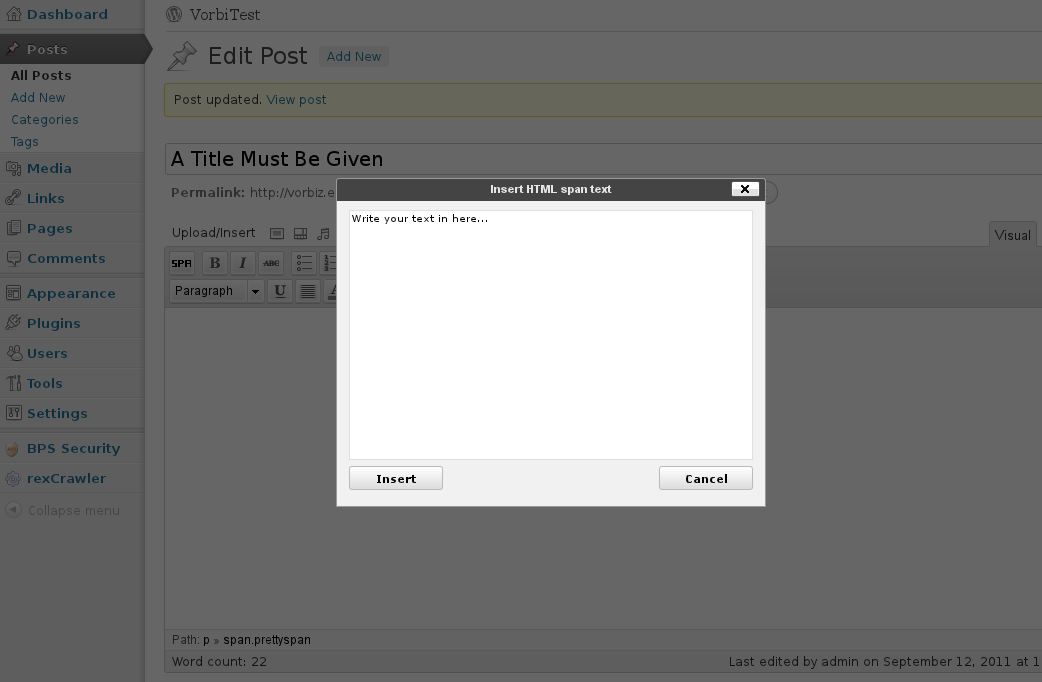 Dashboard
VorbiTest
Posts
Edit Post
Add New
All Posts
Add New
Categories
Tags
Post updated. View post
Media
Links
Pages
Comments
Appearance
Plugins
Users
Tools
Settings
BPS Security
rexCrawler
Collapse menu
A Title Must Be Given
Permalink: http://vorbiz.e
Upload/Insert
Visual
B I ABC
Paragraph U
Insert HTML span text
Write your text in here...
Insert
Cancel
Path: p » span.prettyspan
Word count: 22
Last edited by admin on September 12, 2011 at 1